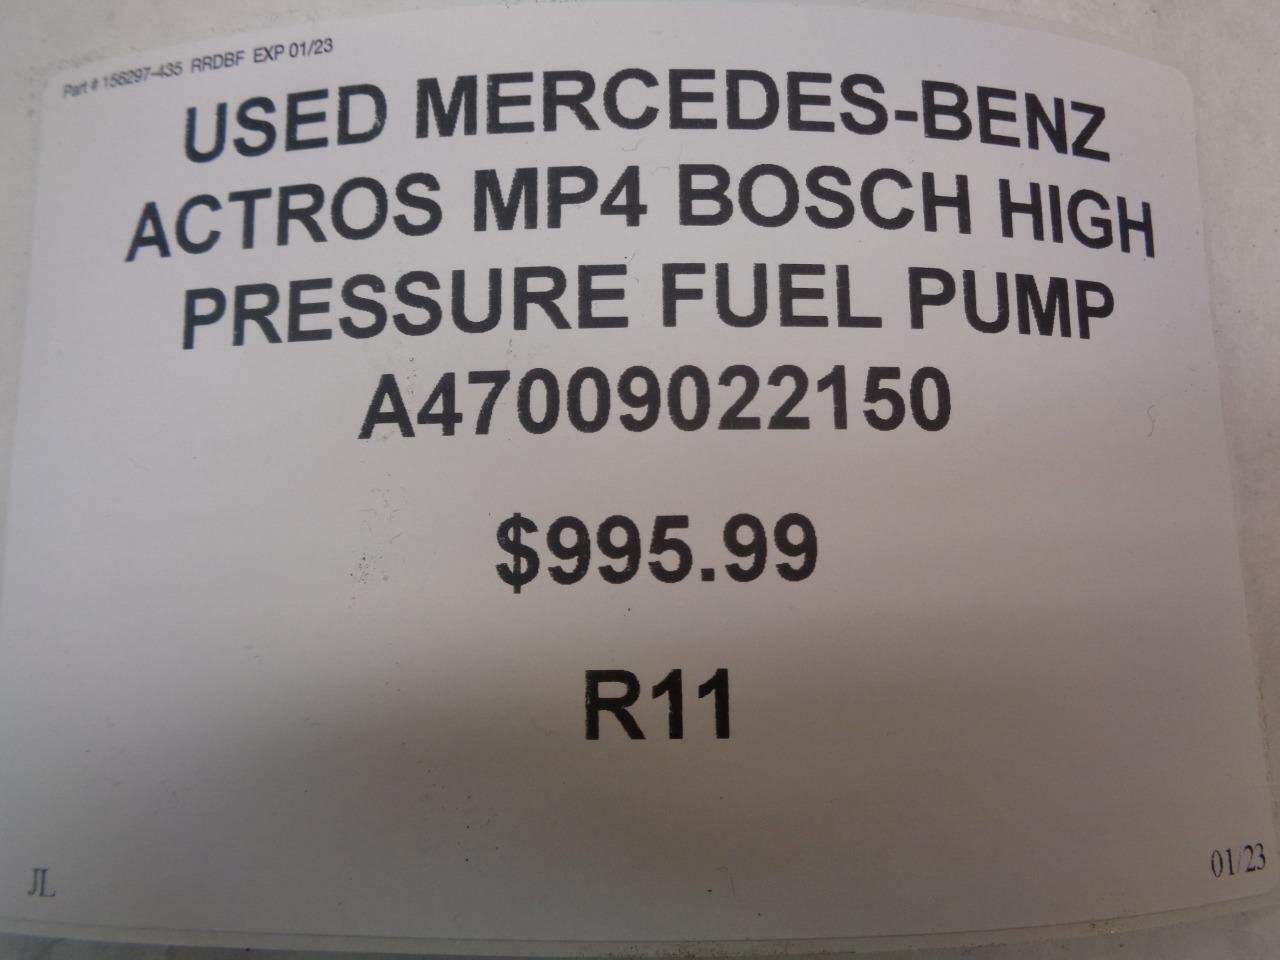 Part # 156297-435 RRDBF EXP 01/23
USED MERCEDES-BENZ
ACTROS MP4 BOSCH HIGH
PRESSURE FUEL PUMP
A47009022150
$995.99
R11
JL 01/23